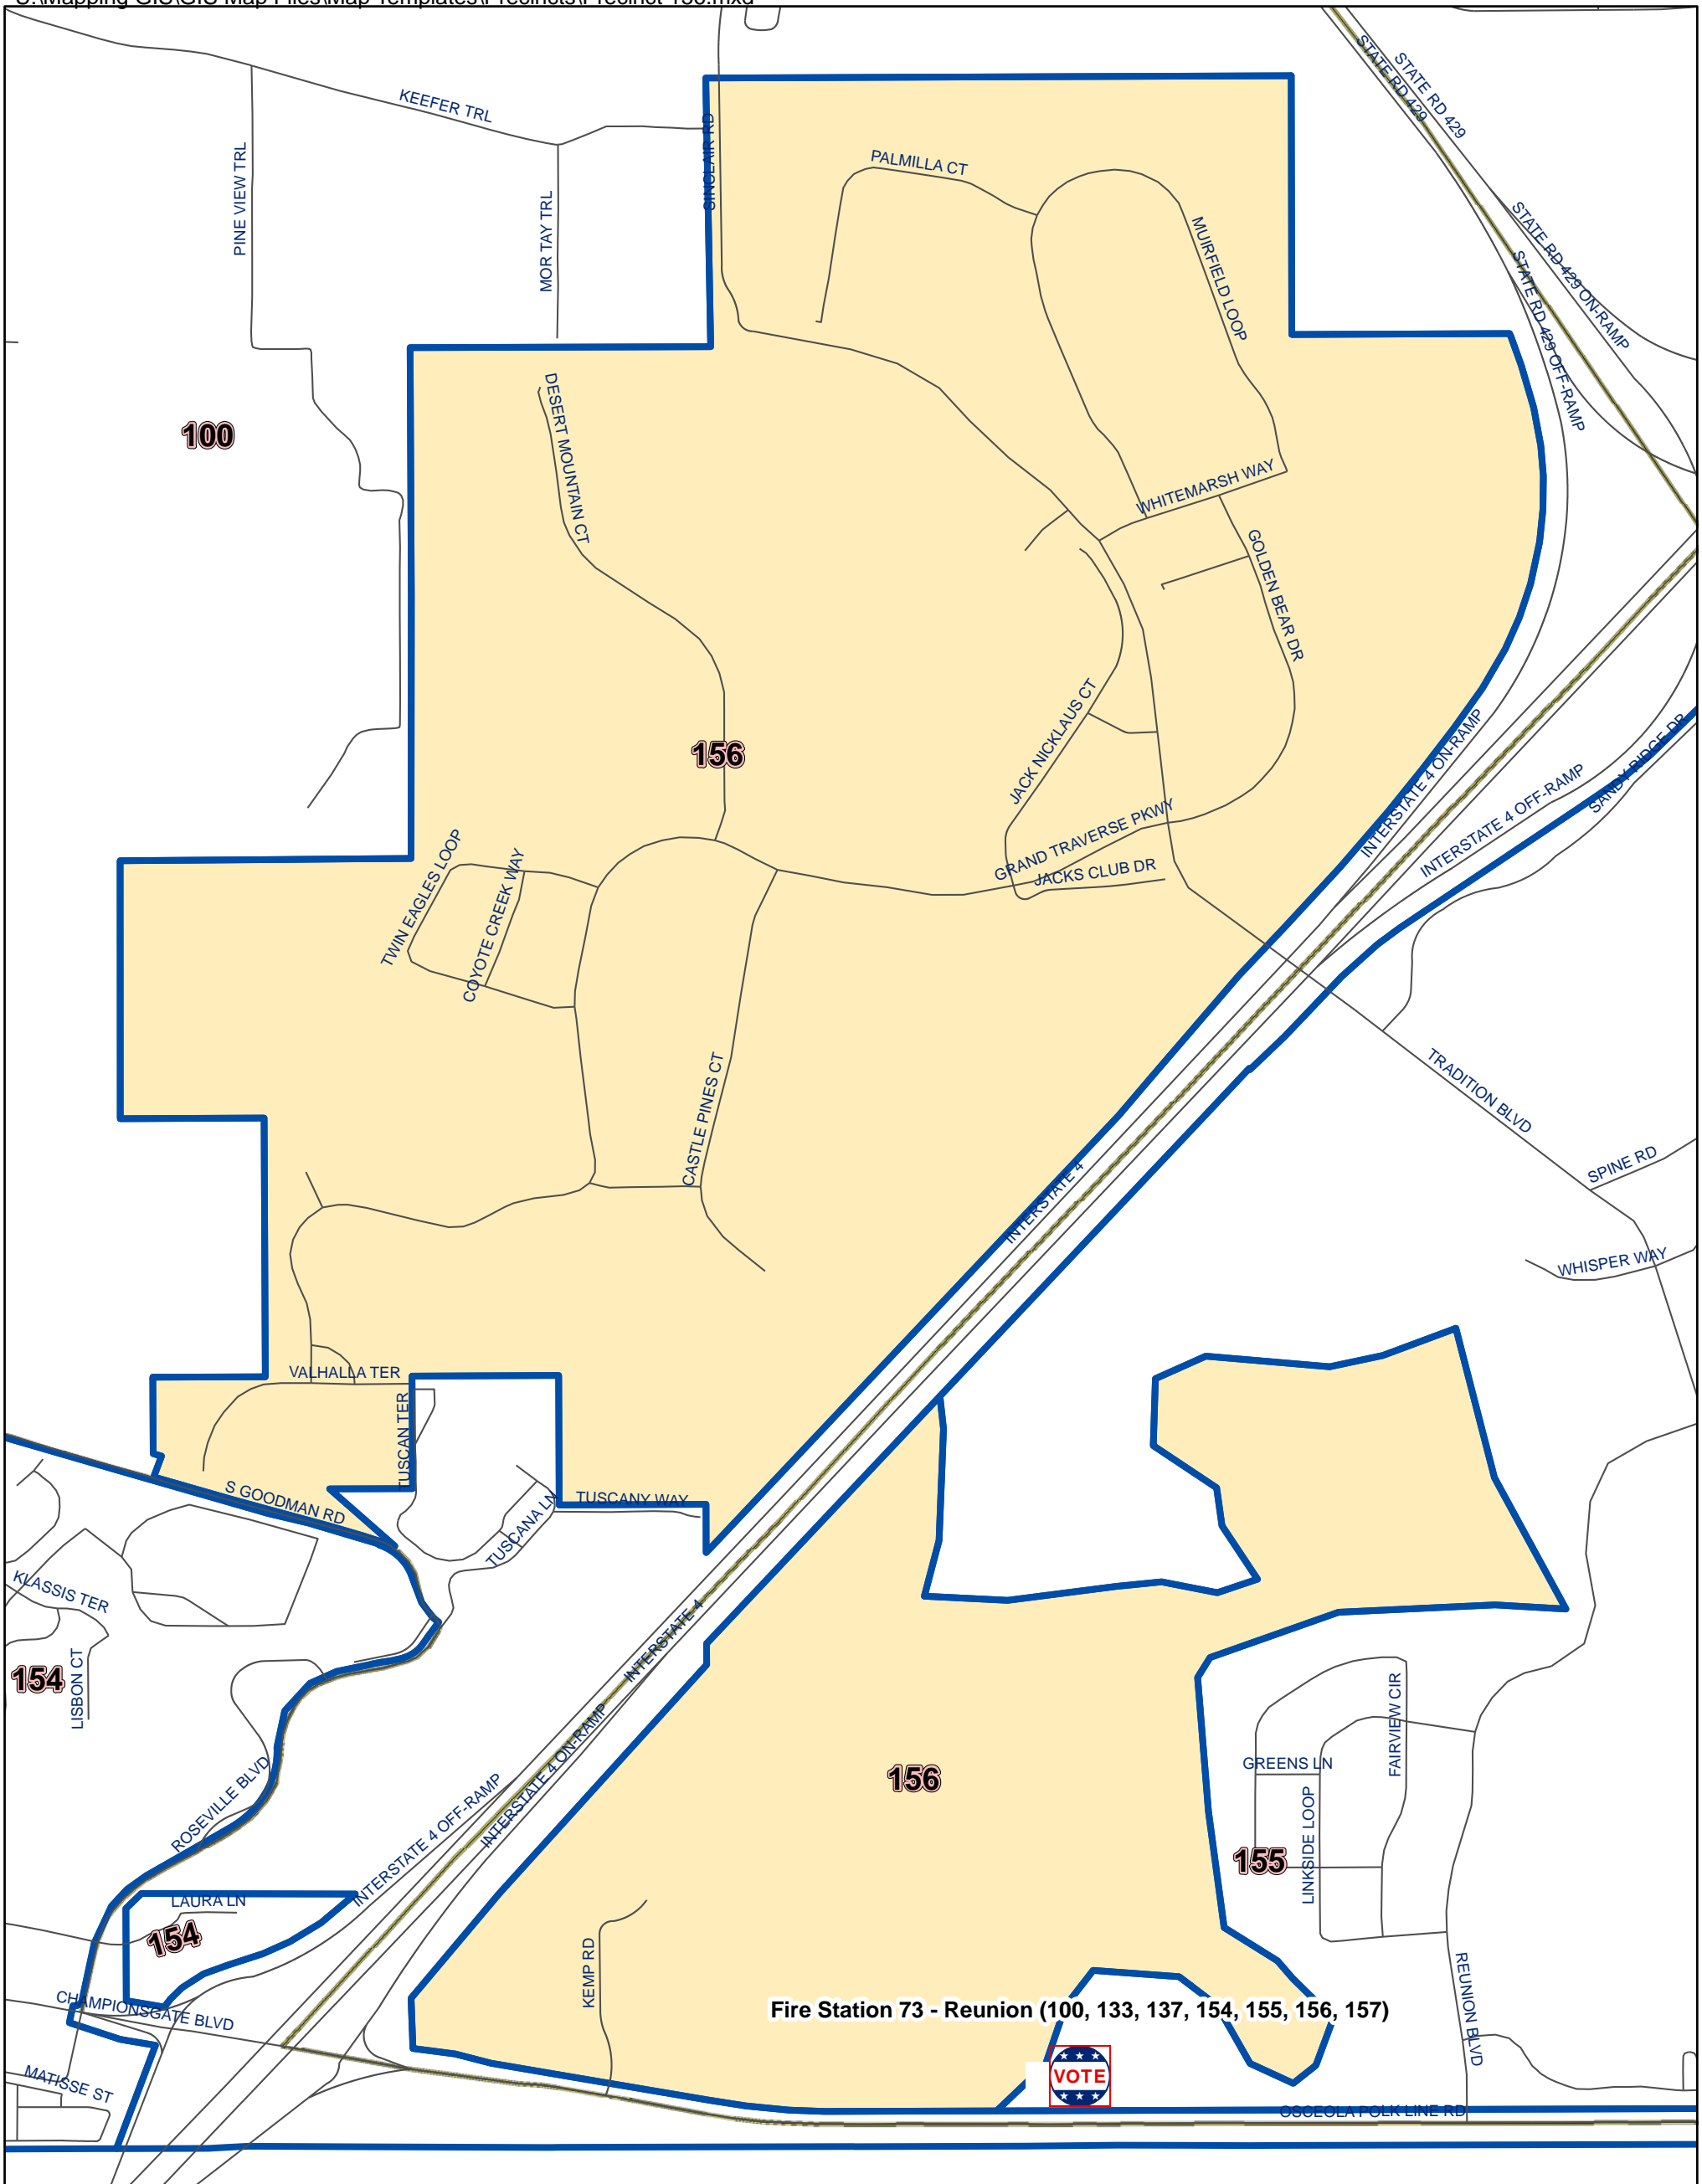 STATE RD 429
STATE RD 429
KEEFER TRL
SINCLAIR RD
PINE VIEW TRL
MOR TAY TRL
PALMILLA CT
MUIRFIELD LOOP
STATE RD 429 ON-RAMP
STATE RD 429 OFF-RAMP
DESERT MOUNTAIN CT
100
WHITEMARSH WAY
GOLDEN BEAR DR
156
JACK NICKLAUS CT
INTERSTATE 4 ON-RAMP
SANDY RIDGE DR
INTERSTATE 4 OFF-RAMP
GRAND TRAVERSE PKWY
JACKS CLUB DR
TWIN EAGLES LOOP
COYOTE CREEK WAY
CASTLE PINES CT
TRADITION BLVD
SPINE RD
INTERSTATE 4
WHISPER WAY
VALHALLA TER
TUSCAN TER
S GOODMAN RD
TUSCANY WAY
TUSCANA LN
KLASSIS TER
LISBON CT
154
INTERSTATE 4
INTERSTATE 4 ON-RAMP
INTERSTATE 4 OFF-RAMP
ROSEVILLE BLVD
156
FAIRVIEW CIR
GREENS LN
LINKSIDE LOOP
155
LAURA LN
154
KEMP RD
REUNION BLVD
CHAMPIONSGATE BLVD
Fire Station 73 - Reunion (100, 133, 137, 154, 155, 156, 157)
VOTE
MATISSE ST
OSCEOLA POLK LINE RD